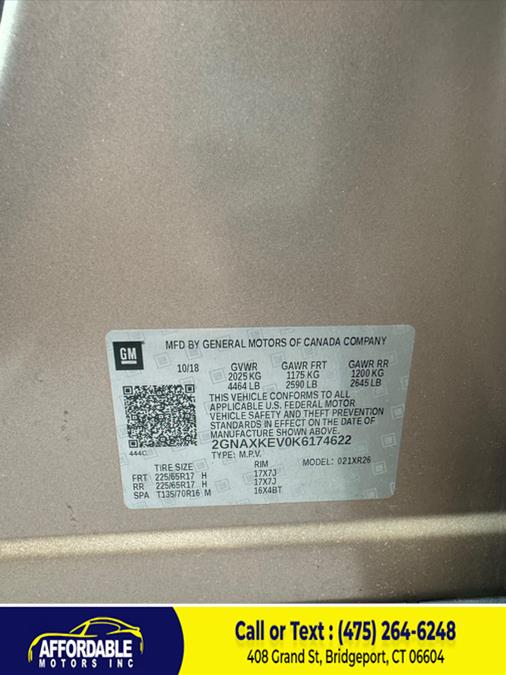 GM
MFD BY GENERAL MOTORS OF CANADA COMPANY
10/18 GVWR GAWR FRT GAWR RR
2025 KG 1175 KG 1200 KG
4464 LB 2590 LB 2645 LB
THIS VEHICLE CONFORMS TO ALL
APPLICABLE U.S. FEDERAL MOTOR
VEHICLE SAFETY AND THEFT PREVENTION
STANDARDS IN EFFECT ON THE DATE OF
MANUFACTURE SHOWN ABOVE.
2GNAXKEV0K6174622
444C
TYPE: M.P.V. MODEL: 021XR26
TIRE SIZE RIM
FRT 225/65R17 H 17X7J
RR 225/65R17 H 17X7J
SPA T135/70R16 M 16X4BT
AFFORDABLE
MOTORS INC
Call or Text : (475) 264-6248
408 Grand St, Bridgeport, CT 06604